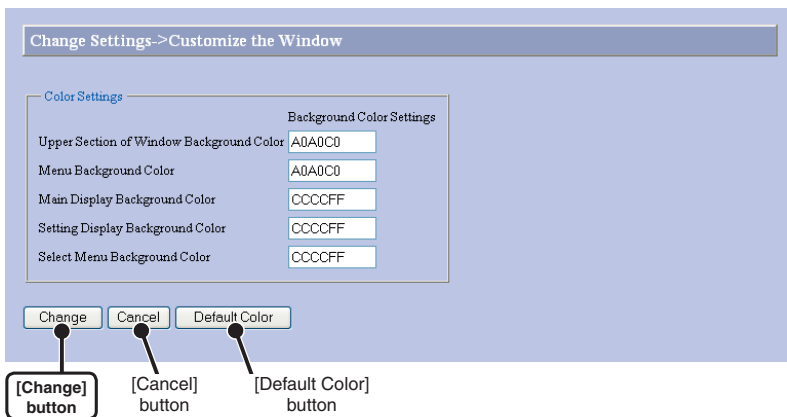 Change Settings->Customize the Window
Color Settings
Background Color Settings
Upper Section of Window Background Color A0A0C0
Menu Background Color A0A0C0
Main Display Background Color CCCCFF
Setting Display Background Color CCCCFF
Select Menu Background Color CCCCFF
Change Cancel Default Color
[Change] [Cancel] [Default Color]
button button button